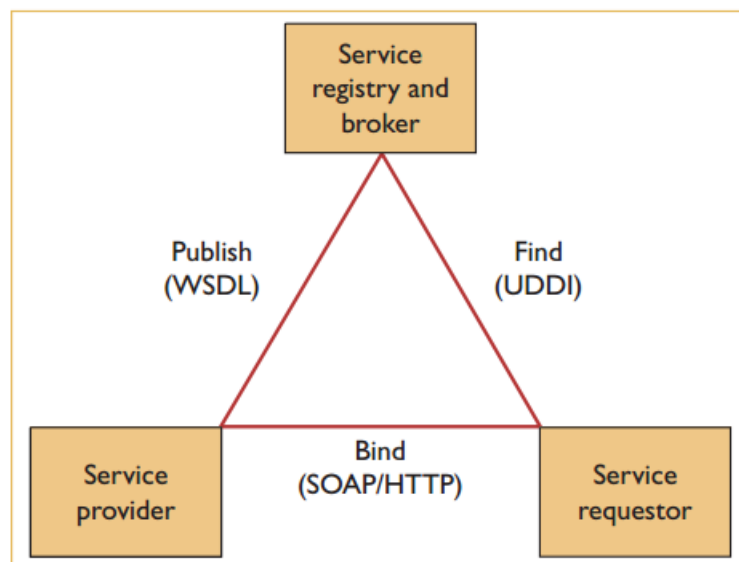 Service
registry and
broker
Publish
(WSDL)
Find
(UDDI)
Service
provider
Bind
(SOAP/HTTP)
Service
requestor